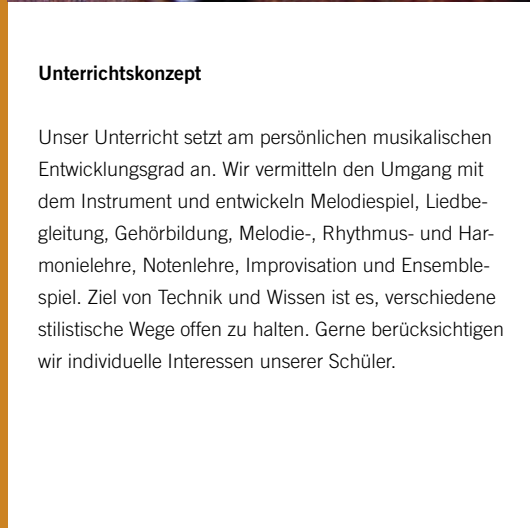 Unterrichtskonzept
Unser Unterricht setzt am persönlichen musikalischen
Entwicklungsgrad an. Wir vermitteln den Umgang mit
dem Instrument und entwickeln Melodiespiel, Liedbe-
gleitung, Gehörbildung, Melodie-, Rhythmus- und Har-
monielehre, Notenlehre, Improvisation und Ensemble-
spiel. Ziel von Technik und Wissen ist es, verschiedene
stilistische Wege offen zu halten. Gerne berücksichtigen
wir individuelle Interessen unserer Schüler.